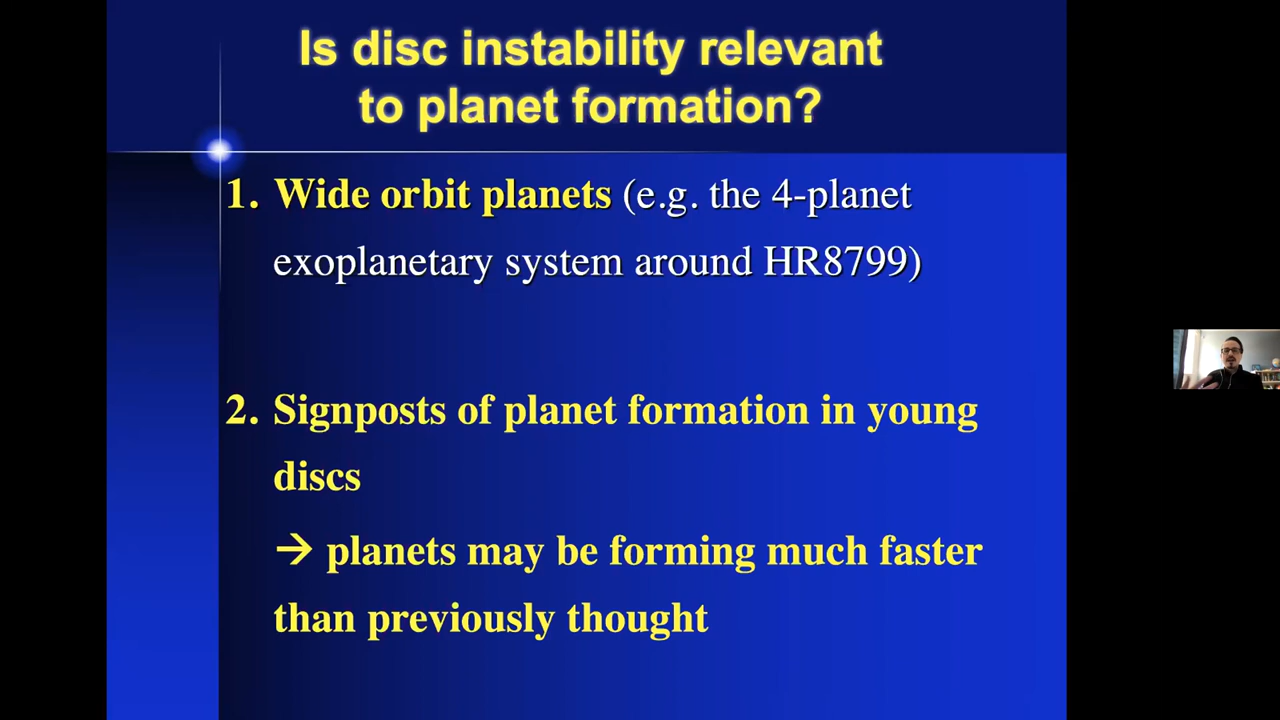 Is disc instability relevant
to planet formation?
1. Wide orbit planets (e.g. the 4-planet
exoplanetary system around HR8799)
2. Signposts of planet formation in young
discs
→ planets may be forming much faster
than previously thought